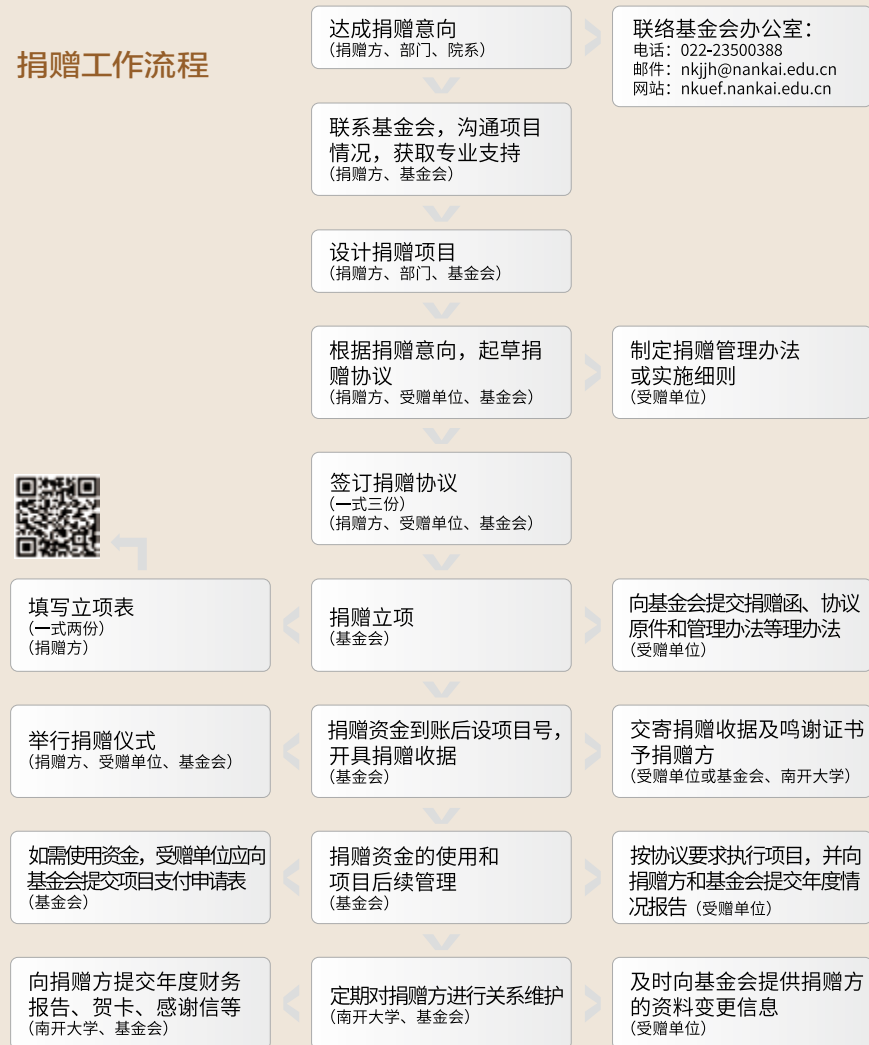 捐赠工作流程
达成捐赠意向
（捐赠方、部门、院系）
联络基金会办公室：
电话：022-23500388
邮件：nkjjh@nankai.edu.cn
网站：nkuef.nankai.edu.cn
联系基金会，沟通项目
情况，获取专业支持
（捐赠方、基金会）
设计捐赠项目
（捐赠方、部门、基金会）
根据捐赠意向，起草捐
赠协议
（捐赠方、受赠单位、基金会）
制定捐赠管理办法
或实施细则
（受赠单位）
签订捐赠协议
（一式三份）
（捐赠方、受赠单位、基金会）
填写立项表
（一式两份）
（捐赠方）
捐赠立项
（基金会）
向基金会提交捐赠函、协议
原件和管理办法等理办法
（受赠单位）
举行捐赠仪式
（捐赠方、受赠单位、基金会）
捐赠资金到账后设项目号，
开具捐赠收据
（基金会）
交寄捐赠收据及鸣谢证书
予捐赠方
（受赠单位或基金会、南开大学）
如需使用资金，受赠单位应向
基金会提交项目支付申请表
（基金会）
捐赠资金的使用和
项目后续管理
（基金会）
按协议要求执行项目，并向
捐赠方和基金会提交年度情
况报告（受赠单位）
向捐赠方提交年度财务
报告、贺卡、感谢信等
（南开大学、基金会）
定期对捐赠方进行关系维护
（南开大学、基金会）
及时向基金会提供捐赠方
的资料变更信息
（受赠单位）